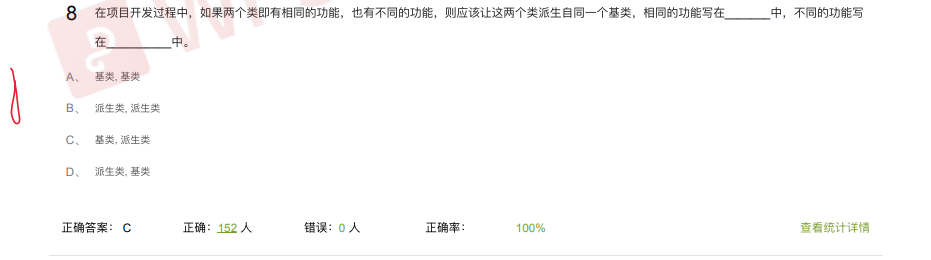 8 在项目开发过程中，如果两个类即有相同的功能，也有不同的功能，则应该让这两个类派生自同一个基类，相同的功能写在_______中，不同的功能写
在__________中。
A、 基类, 基类
B、 派生类, 派生类
C、 基类, 派生类
D、 派生类, 基类
正确答案： C 正确：152 人 错误：0 人 正确率： 100% 查看统计详情